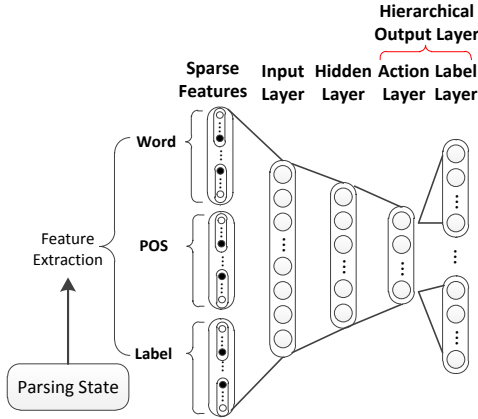 Hierarchical
Output Layer
Sparse Features
Input Layer
Hidden Layer
Action Layer
Label Layer
Word
POS
Label
Feature
Extraction
Parsing State